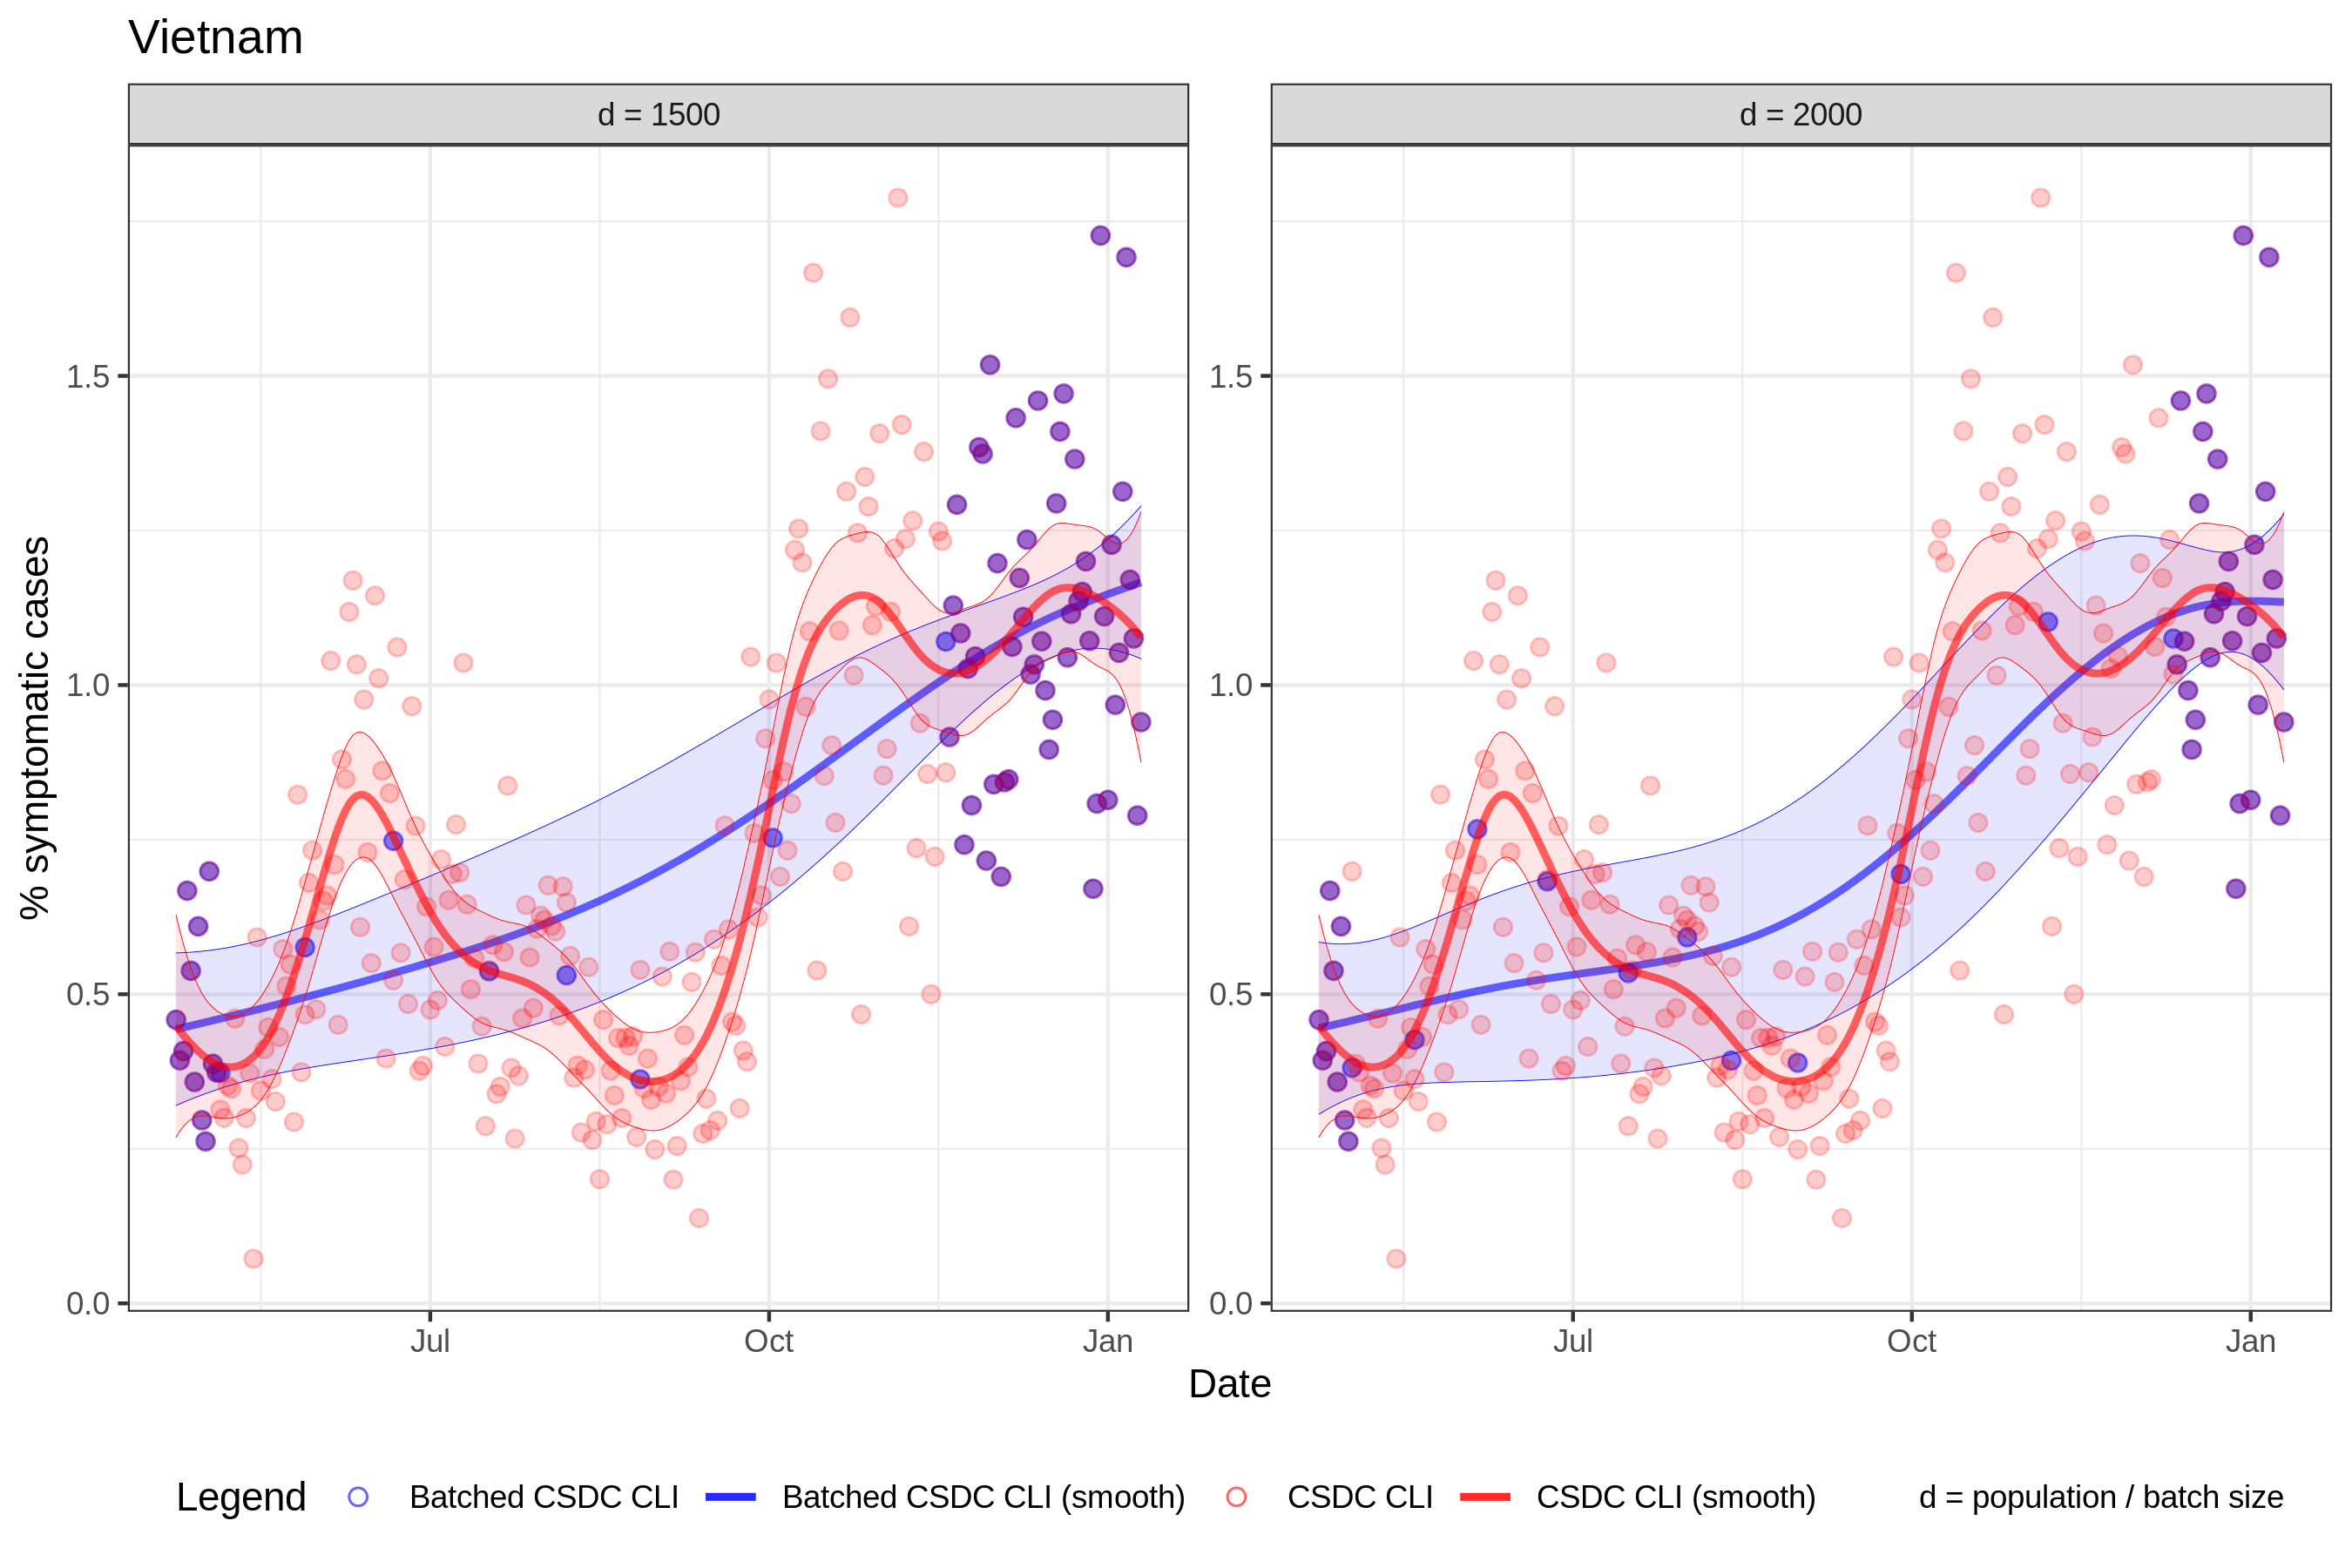 Vietnam
d = 1500
d = 2000
% symptomatic cases
1.5
1.0
0.5
0.0
1.5
1.0
0.5
0.0
Jul
Oct
Jan
Jul
Oct
Jan
Date
Legend
Batched CSDC CLI
Batched CSDC CLI (smooth)
CSDC CLI
CSDC CLI (smooth)
d = population / batch size